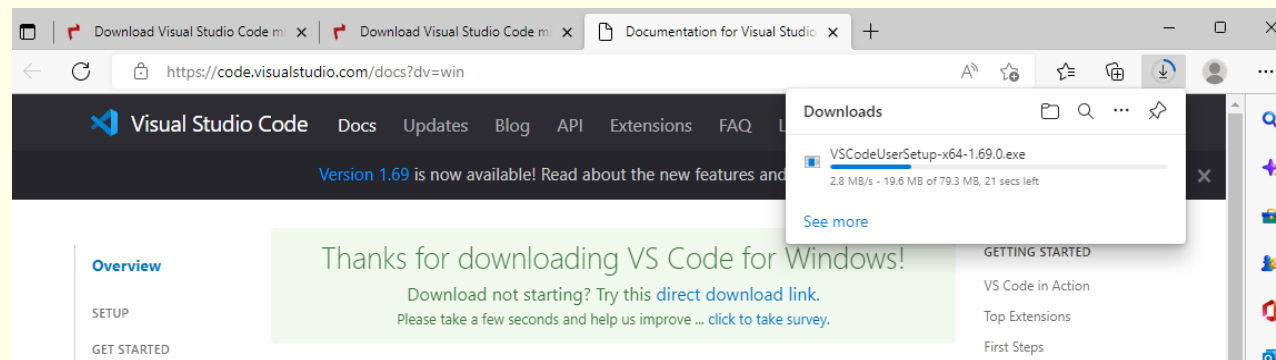 Download Visual Studio Code m
Download Visual Studio Code m
Documentation for Visual Studio
https://code.visualstudio.com/docs?dv=win
Visual Studio Code Docs Updates Blog API Extensions FAQ L
Downloads
VSCodeUserSetup-x64-1.69.0.exe
2.8 MB/s - 19.6 MB of 79.3 MB, 21 secs left
See more
Version 1.69 is now available! Read about the new features and
Overview
SETUP
GET STARTED
Thanks for downloading VS Code for Windows!
Download not starting? Try this direct download link.
Please take a few seconds and help us improve ... click to take survey.
GETTING STARTED
VS Code in Action
Top Extensions
First Steps